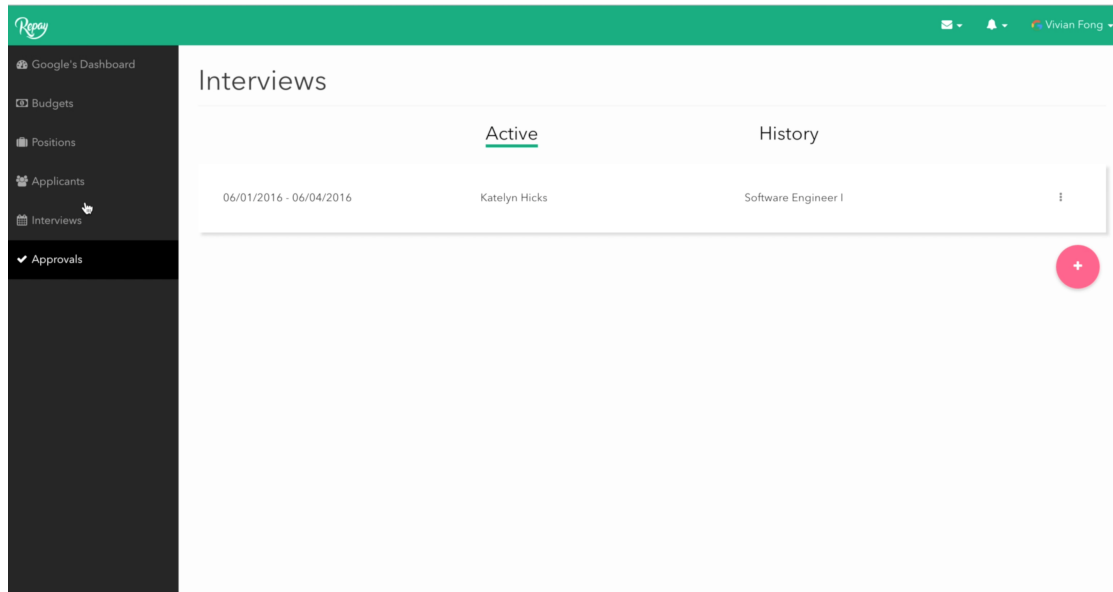 Repay
Vivian Fong
Google's Dashboard
Budgets
Positions
Applicants
Interviews
Approvals
Interviews
Active History
06/01/2016 - 06/04/2016 Katelyn Hicks Software Engineer I
+